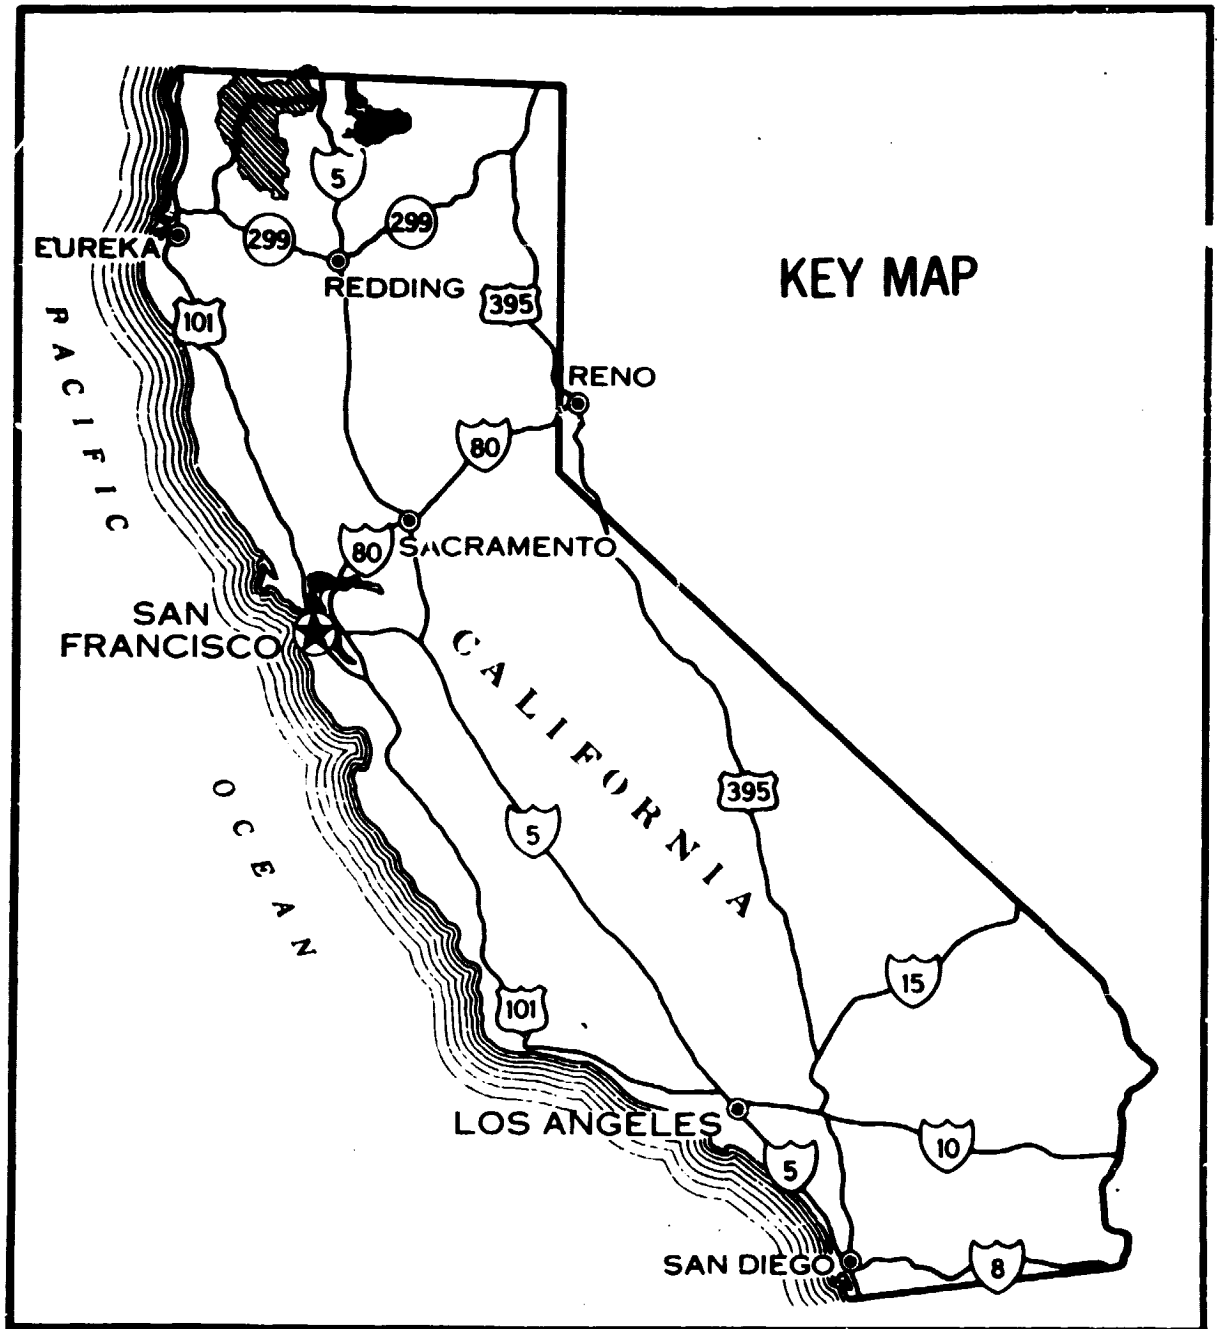 KEY MAP
5
299
299
EUREKA
REDDING
395
101
PACIFIC
RENO
80
80
SACRAMENTO
SAN
FRANCISCO
CALIFORNIA
OCEAN
395
5
15
101
LOS ANGELES
10
5
SAN DIEGO
8